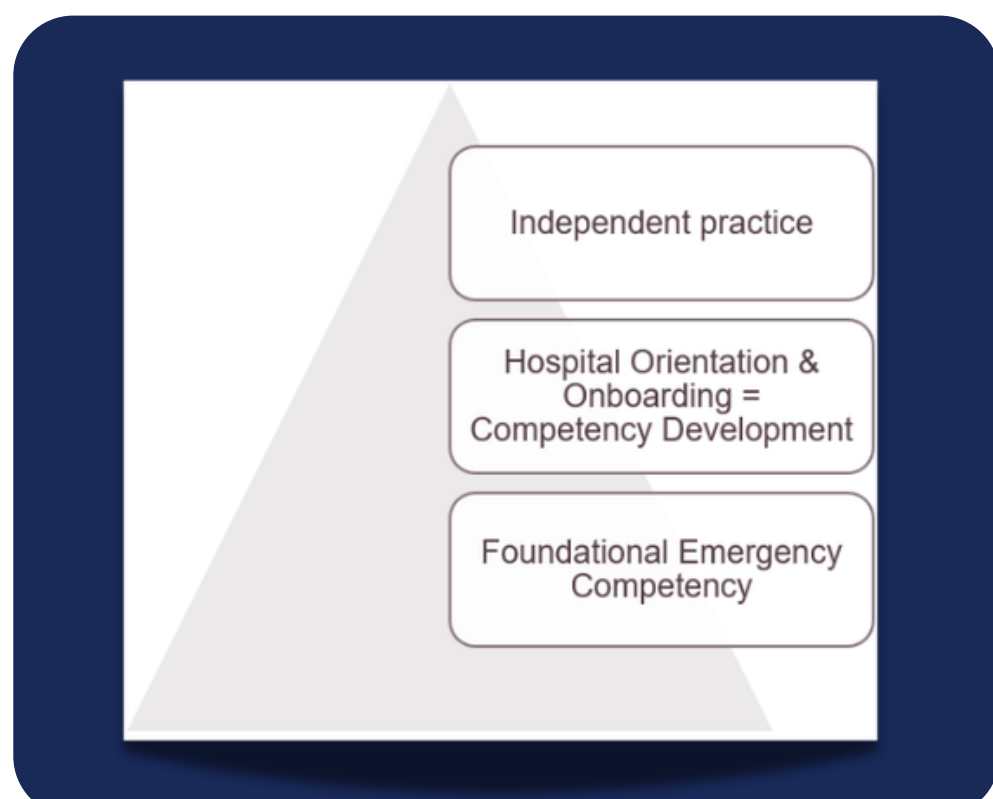 Independent practice
Hospital Orientation &
Onboarding =
Competency Development
Foundational Emergency
Competency